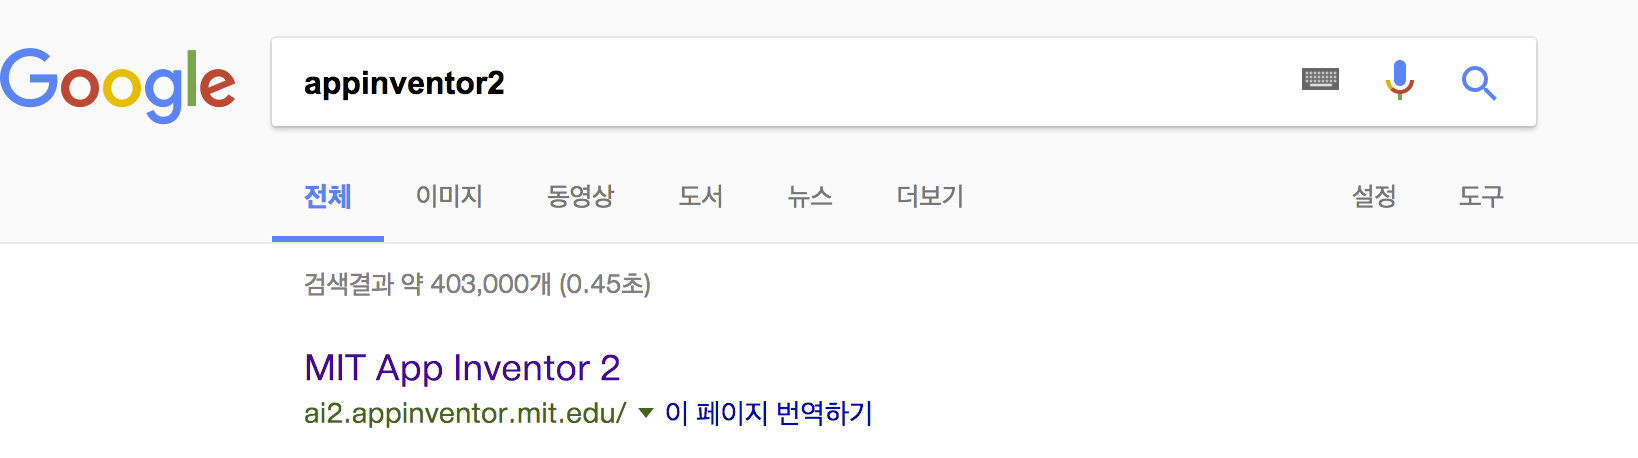 Google appinventor2
전체 이미지 동영상 도서 뉴스 더보기 설정 도구
검색결과 약 403,000개 (0.45초)
MIT App Inventor 2
ai2.appinventor.mit.edu/ 이 페이지 번역하기